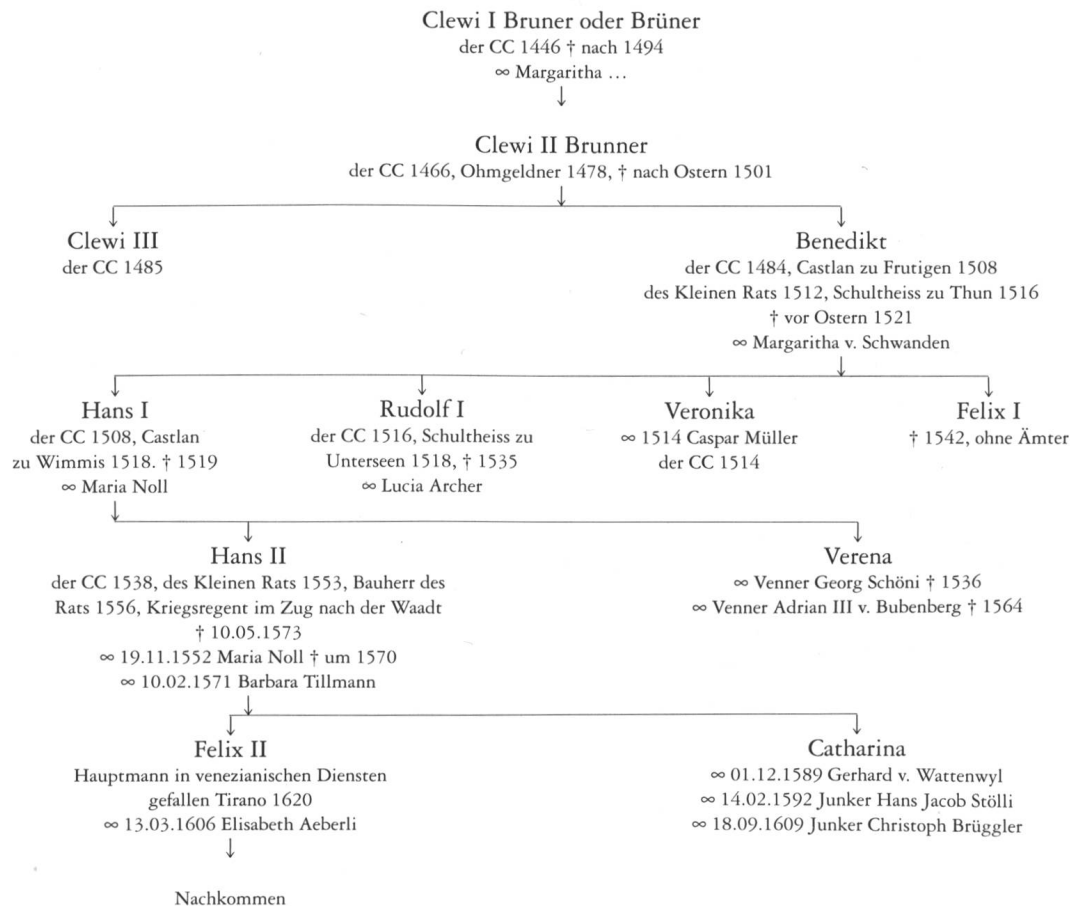 Clewi I Bruner oder Brüner
der CC 1446 † nach 1494
∞ Margaritha …
Clewi II Brunner
der CC 1466, Ohmgeldner 1478, † nach Ostern 1501
Clewi III
der CC 1485
Benedikt
der CC 1484, Castlan zu Frutigen 1508
des Kleinen Rats 1512, Schultheiss zu Thun 1516
† vor Ostern 1521
∞ Margaritha v. Schwanden
Hans I
der CC 1508, Castlan
zu Wimmis 1518. † 1519
∞ Maria Noll
Rudolf I
der CC 1516, Schultheiss zu
Unterseen 1518, † 1535
∞ Lucia Archer
Veronika
∞ 1514 Caspar Müller
der CC 1514
Felix I
† 1542, ohne Ämter
Hans II
der CC 1538, des Kleinen Rats 1553, Bauherr des
Rats 1556, Kriegsregent im Zug nach der Waadt
† 10.05.1573
∞ 19.11.1552 Maria Noll † um 1570
∞ 10.02.1571 Barbara Tillmann
Verena
∞ Venner Georg Schöni † 1536
∞ Venner Adrian III v. Bubenberg † 1564
Felix II
Hauptmann in venezianischen Diensten
gefallen Tirano 1620
∞ 13.03.1606 Elisabeth Aeberli
Catharina
∞ 01.12.1589 Gerhard v. Wattenwyl
∞ 14.02.1592 Junker Hans Jacob Stölli
∞ 18.09.1609 Junker Christoph Brüggler
Nachkommen